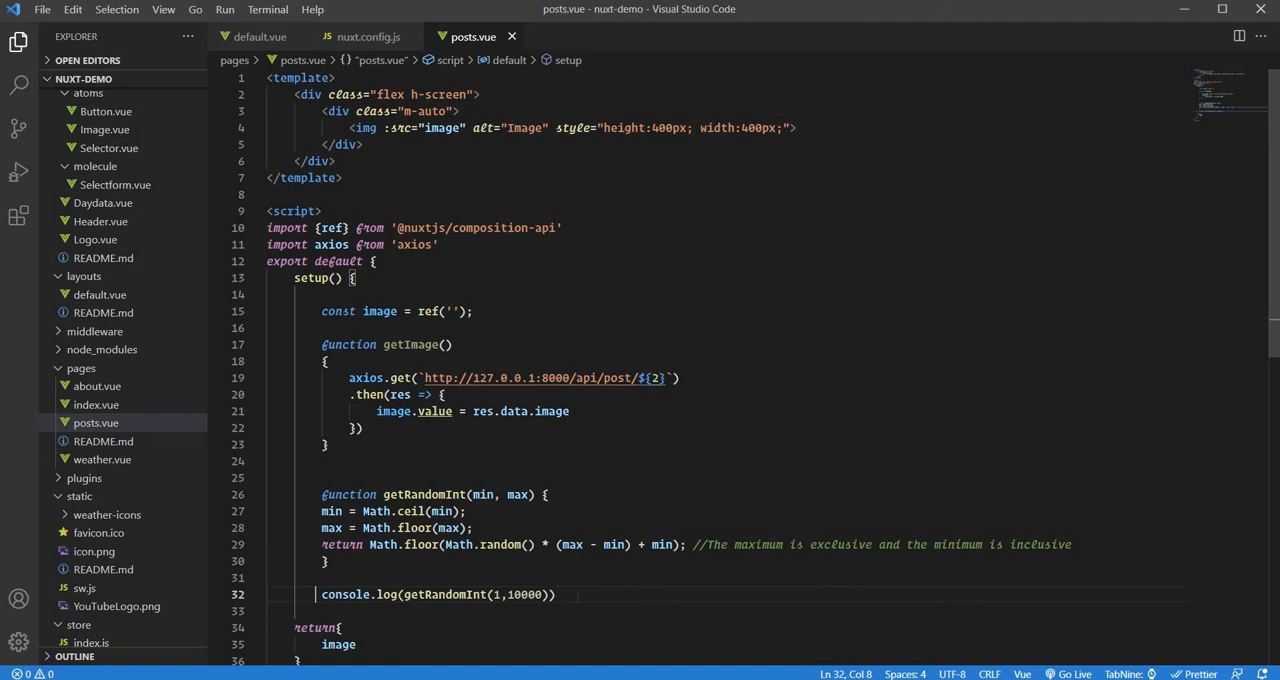 File Edit Selection View Go Run Terminal Help posts.vue - nuxt-demo - Visual Studio Code
EXPLORER ··· default.vue nuxt.config.js posts.vue
OPEN EDITORS
NUXT-DEMO
atoms
Button.vue
Image.vue
Selector.vue
molecule
Selectform.vue
Daydata.vue
Header.vue
Logo.vue
README.md
layouts
default.vue
README.md
middleware
node_modules
pages
about.vue
index.vue
posts.vue
README.md
weather.vue
plugins
static
weather-icons
favicon.ico
icon.png
README.md
sw.js
YouTubeLogo.png
store
index.js
OUTLINE
pages > posts.vue > {} "posts.vue" > script > default > setup
1 <template>
2 <div class="flex h-screen">
3 <div class="m-auto">
4 <img :src="image" alt="Image" style="height:400px; width:400px;">
5 </div>
6 </div>
7 </template>
8
9 <script>
10 import {ref} from '@nuxtjs/composition-api'
11 import axios from 'axios'
12 export default {
13 setup() {
14
15 const image = ref('');
16
17 function getImage()
18 {
19 axios.get(`http://127.0.0.1:8000/api/post/${2}`)
20 .then(res => {
21 image.value = res.data.image
22 })
23 }
24
25
26 function getRandomInt(min, max) {
27 min = Math.ceil(min);
28 max = Math.floor(max);
29 return Math.floor(Math.random() * (max - min) + min); //The maximum is exclusive and the minimum is inclusive
30 }
31
32 console.log(getRandomInt(1,10000))
33
34 return{
35 image
36 }
0 0 Ln 32, Col 8 Spaces: 4 UTF-8 CRLF Vue Go Live TabNine: Prettier